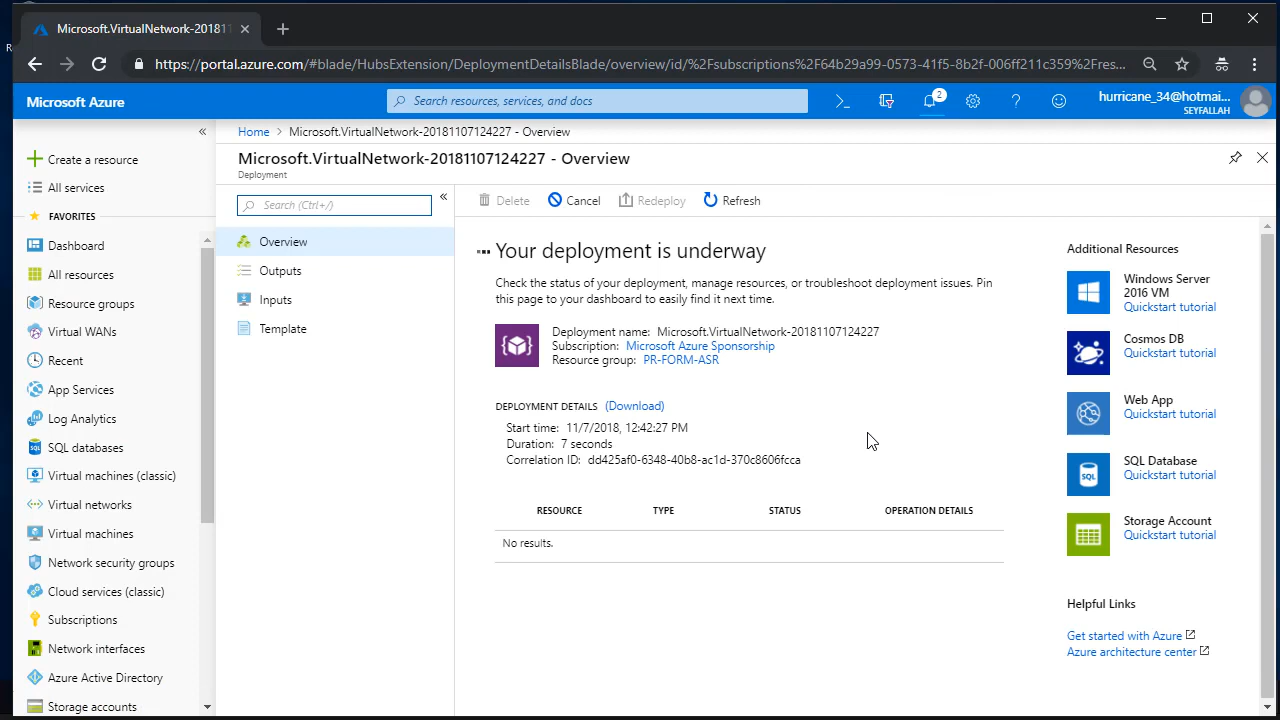 R
Microsoft.VirtualNetwork-20181
https://portal.azure.com/#blade/HubsExtension/DeploymentDetailsBlade/overview/id/%2Fsubscriptions%2F64b29a99-0573-41f5-8b2f-006ff211c359%2Fres...
Microsoft Azure
Search resources, services, and docs
2
hurricane_34@hotmai...
SEYFALLAH
Home > Microsoft.VirtualNetwork-20181107124227 - Overview
Microsoft.VirtualNetwork-20181107124227 - Overview
Deployment
Create a resource
All services
FAVORITES
Dashboard
All resources
Resource groups
Virtual WANs
Recent
App Services
Log Analytics
SQL databases
Virtual machines (classic)
Virtual networks
Virtual machines
Network security groups
Cloud services (classic)
Subscriptions
Network interfaces
Azure Active Directory
Storage accounts
Search (Ctrl+/)
Overview
Outputs
Inputs
Template
Delete Cancel Redeploy Refresh
Your deployment is underway
Check the status of your deployment, manage resources, or troubleshoot deployment issues. Pin
this page to your dashboard to easily find it next time.
Deployment name: Microsoft.VirtualNetwork-20181107124227
Subscription: Microsoft Azure Sponsorship
Resource group: PR-FORM-ASR
DEPLOYMENT DETAILS (Download)
Start time: 11/7/2018, 12:42:27 PM
Duration: 7 seconds
Correlation ID: dd425af0-6348-40b8-ac1d-370c8606fcca
RESOURCE TYPE STATUS OPERATION DETAILS
No results.
Additional Resources
Windows Server
2016 VM
Quickstart tutorial
Cosmos DB
Quickstart tutorial
Web App
Quickstart tutorial
SQL
SQL Database
Quickstart tutorial
Storage Account
Quickstart tutorial
Helpful Links
Get started with Azure
Azure architecture center